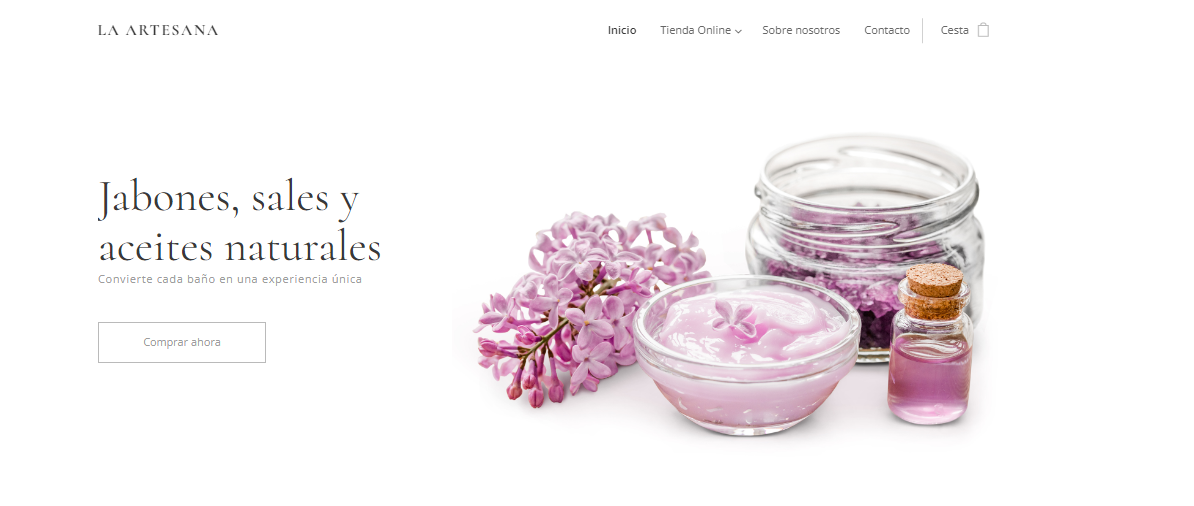 LA ARTESANA
Inicio
Tienda Online
Sobre nosotros
Contacto
Cesta
Jabones, sales y
aceites naturales
Convierte cada baño en una experiencia única
Comprar ahora